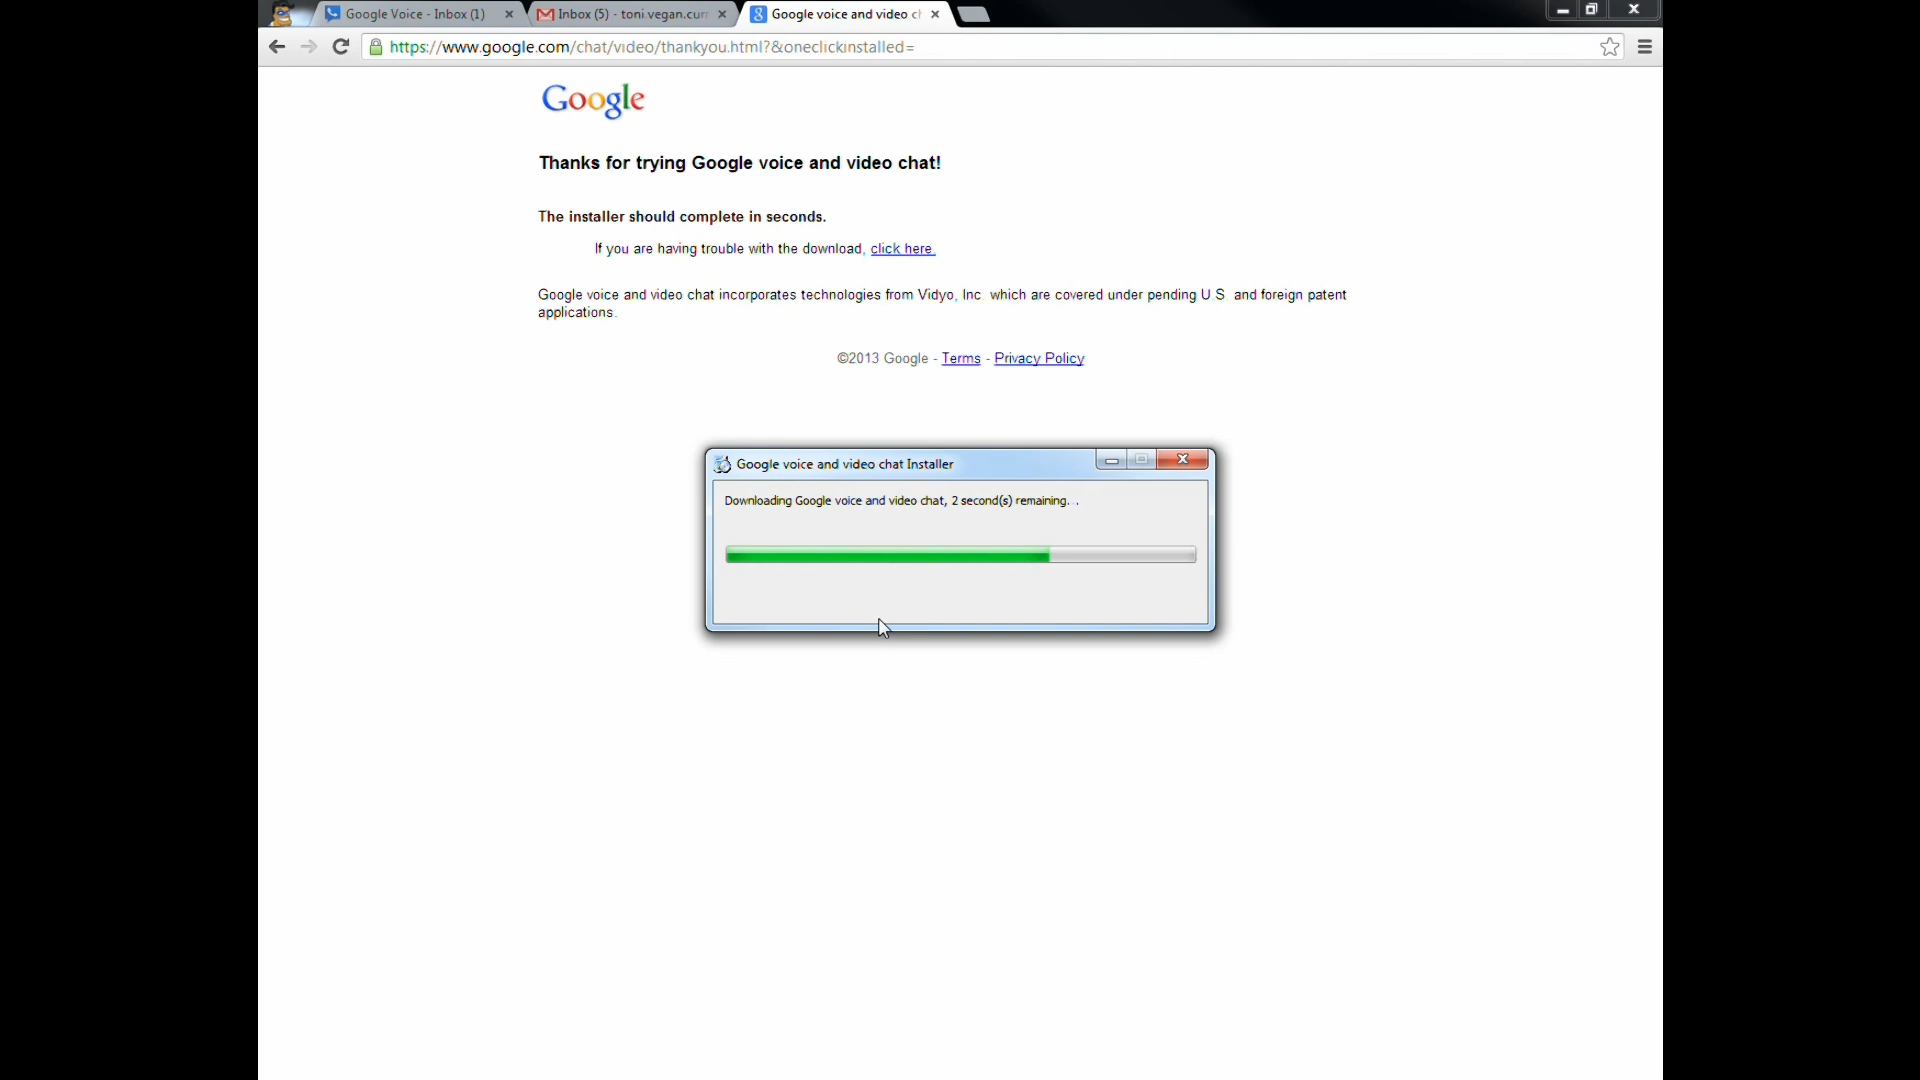 Google Voice - Inbox (1)
Inbox (5) - toni.vegan.curr
Google voice and video ch
https://www.google.com/chat/video/thankyou.html?&oneclickinstalled=
Google
Thanks for trying Google voice and video chat!
The installer should complete in seconds.
If you are having trouble with the download, click here.
Google voice and video chat incorporates technologies from Vidyo, Inc which are covered under pending U S and foreign patent
applications.
©2013 Google - Terms - Privacy Policy
Google voice and video chat Installer
Downloading Google voice and video chat, 2 second(s) remaining. .